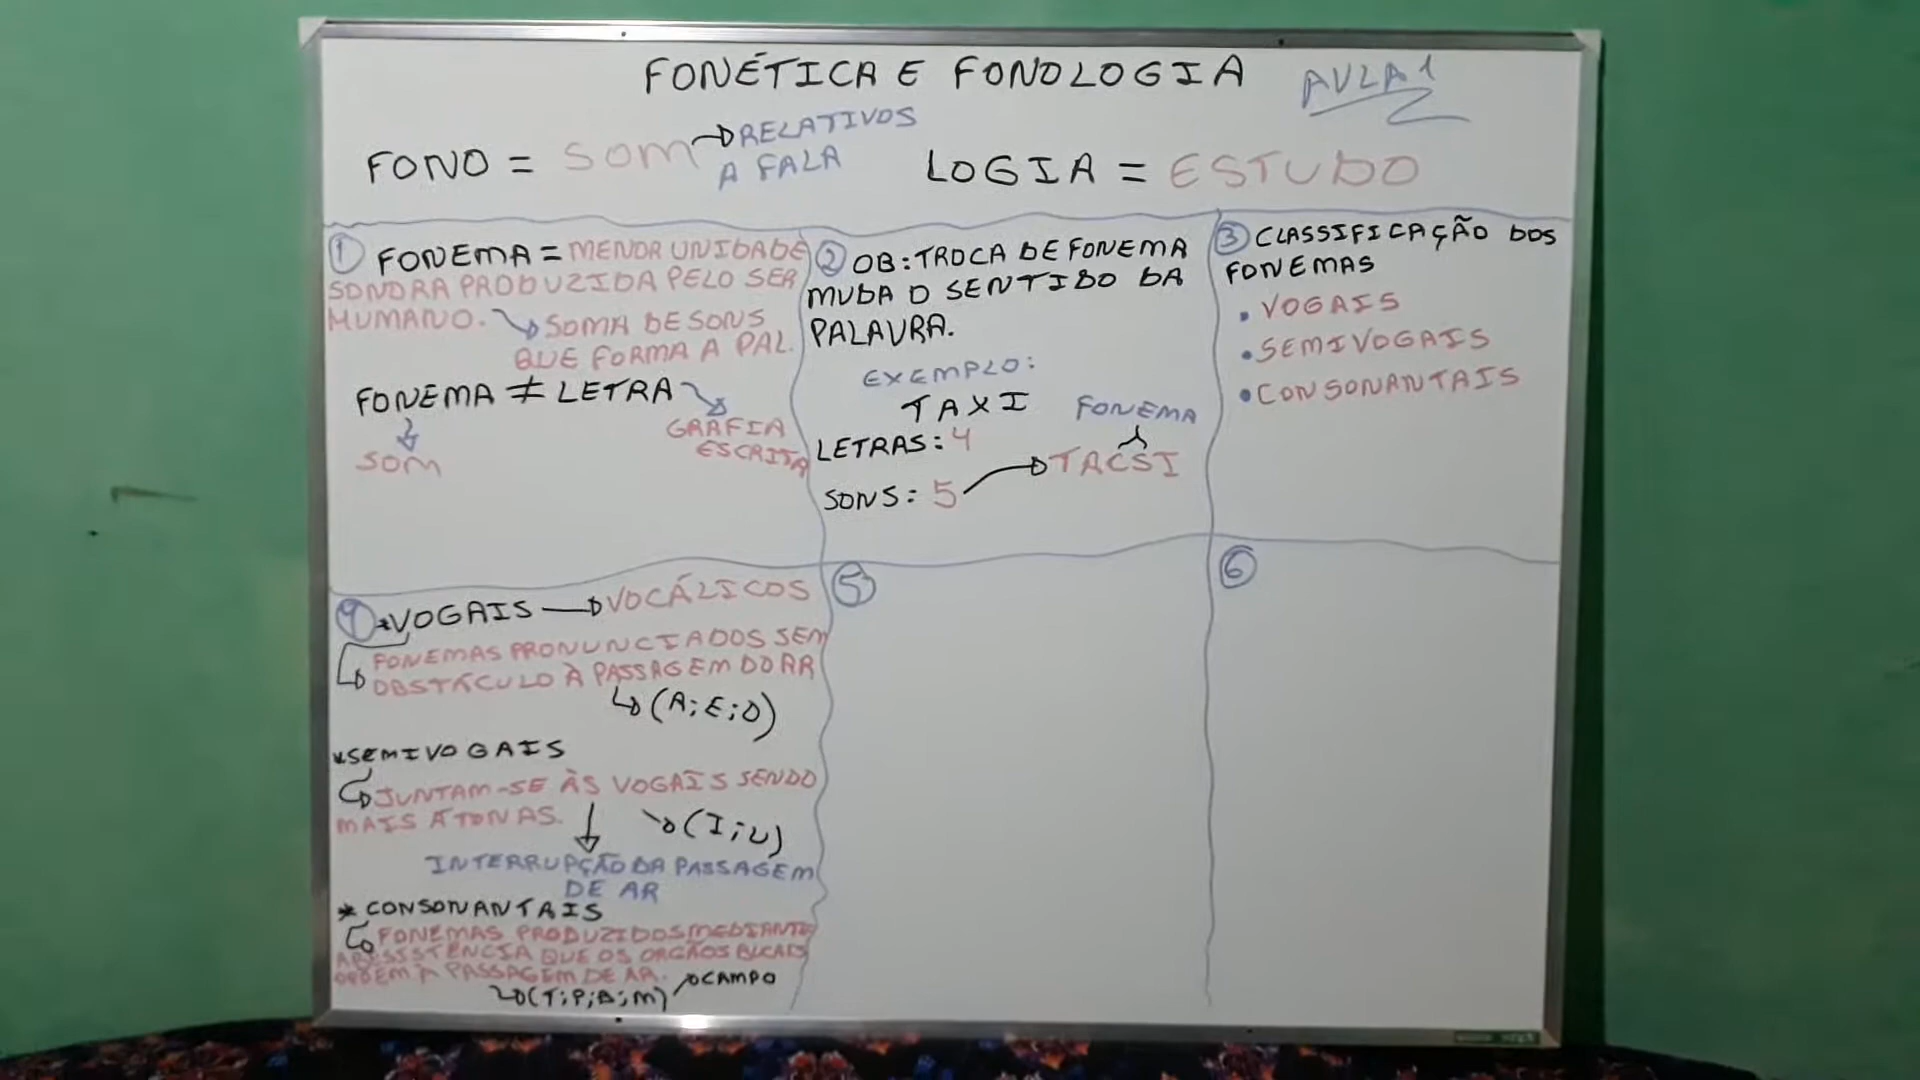 FONÉTICA E FONOLOGIA
AULA 1
FONO = SOM
RELATIVOS
A FALA
LOGIA = ESTUDO
1 FONEMA = MENOR UNIDADE
SONORA PRODUZIDA PELO SER
HUMANO.
SOMA DE SONS
QUE FORMA A PAL.
FONEMA ≠ LETRA
SOM
GRAFIA
ESCRITA
2 OB: TROCA DE FONEMA
MUDA O SENTIDO DA
PALAVRA.
EXEMPLO:
TAXI
LETRAS: 4
FONEMA
SONS: 5
TACSI
3 CLASSIFICAÇÃO DOS
FONEMAS
• VOGAIS
• SEMIVOGAIS
• CONSONANTAIS
4 *VOGAIS → VOCÁLICOS
FONEMAS PRONUNCIADOS SEM
OBSTÁCULO À PASSAGEM DO AR
(A; E; O)
*SEMIVOGAIS
JUNTAM-SE ÀS VOGAIS SENDO
MAIS ÁTONAS.
(I; U)
INTERRUPÇÃO DA PASSAGEM
DE AR
* CONSONANTAIS
FONEMAS PRODUZIDOS MEDIANTE
A RESISTÊNCIA QUE OS ORGÃOS BUCAIS
OPÕEM À PASSAGEM DE AR.
(T; P; B; M)
CAMPO
5
6